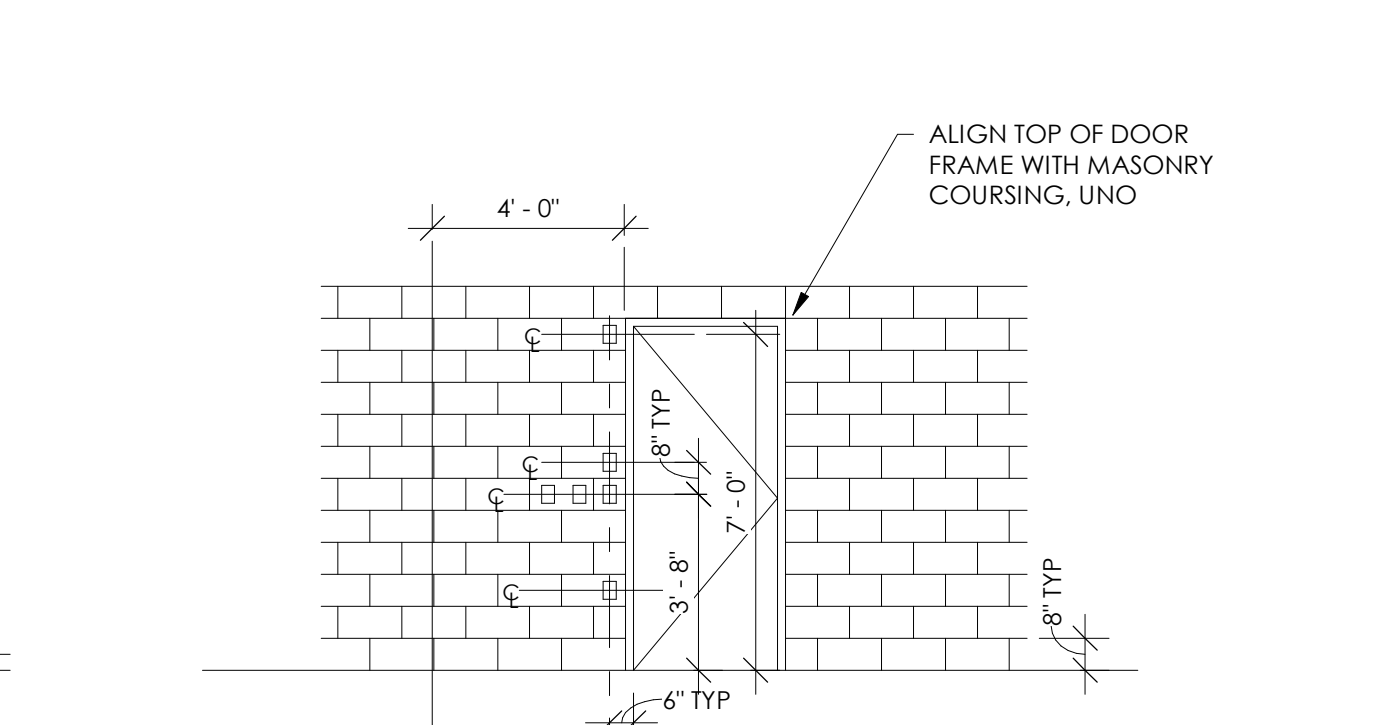 ALIGN TOP OF DOOR
FRAME WITH MASONRY
COURSING, UNO
4' - 0"
℄
8" TYP
℄
℄
7' - 0"
3' - 8"
℄
8" TYP
6" TYP